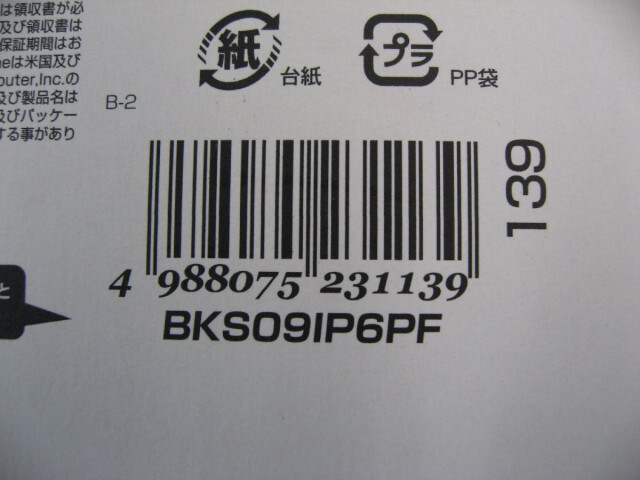 は領収書が必
及び領収書は
保証期間はお
neは米国及び
puter,Inc.の
及び製品名は
及びパッケー
する事があり
紙
台紙
プラ
PP袋
B-2
139
4 988075 231139
BKS09IP6PF
と